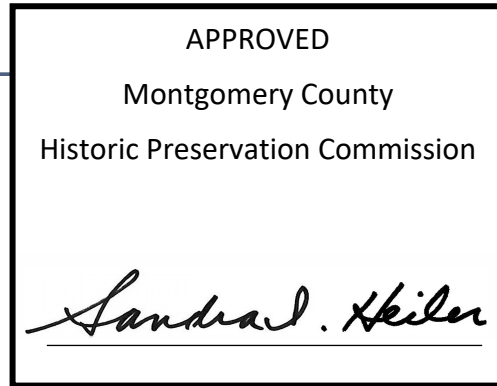 APPROVED
Montgomery County
Historic Preservation Commission
Sandra I. Heiler